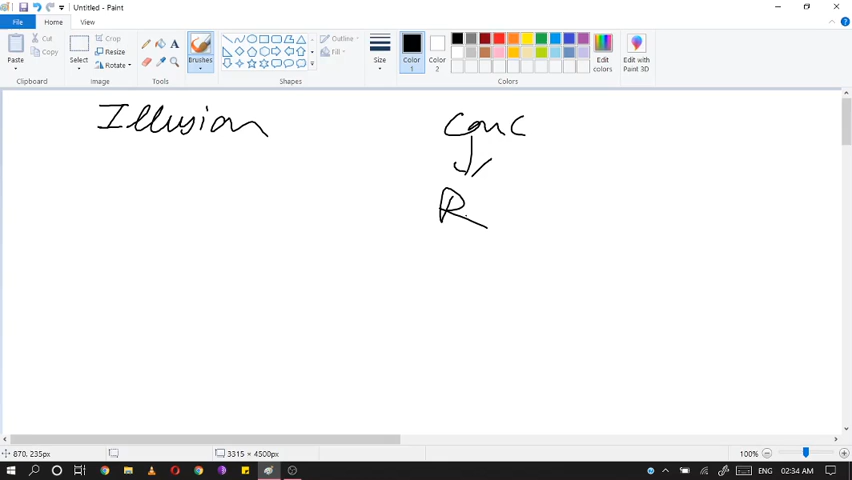 Untitled - Paint
File Home View
Paste
Cut
Copy
Clipboard
Select
Crop
Resize
Rotate
Image
Tools
Brushes
Outline
Fill
Shapes
Size
Color 1
Color 2
Edit colors
Colors
Edit with Paint 3D
Illusion
Conc
R
870, 235px
3315 × 4500px
100%
ENG 02:34 AM